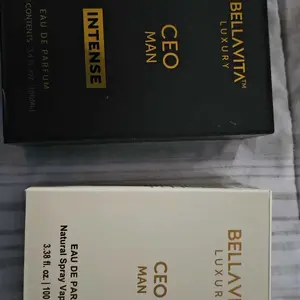 BELLAVITA™
LUXURY
CEO
MAN
INTENSE
EAU DE PARFUM
BELLAVITA
LUXURY
CEO
MAN
EAU DE PAR
Natural Spray Vap
3.38 fl. oz. | 100